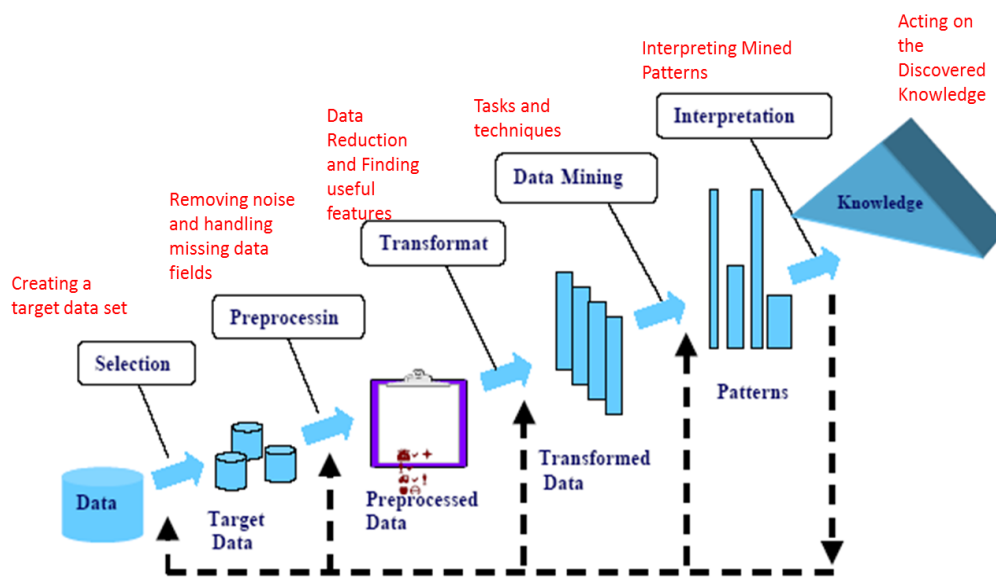 Acting on
the
Discovered
Knowledge
Interpreting Mined
Patterns
Interpretation
Tasks and
techniques
Data Mining
Data
Reduction
and Finding
useful
features
Transformat
Removing noise
and handling
missing data
fields
Preprocessin
Creating a
target data set
Selection
Data
Target
Data
Preprocessed
Data
Transformed
Data
Patterns
Knowledge